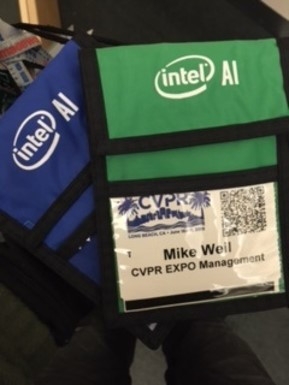 intel AI
intel AI
CVPR
LONG BEACH, CA •
Mike Weil
CVPR EXPO Management